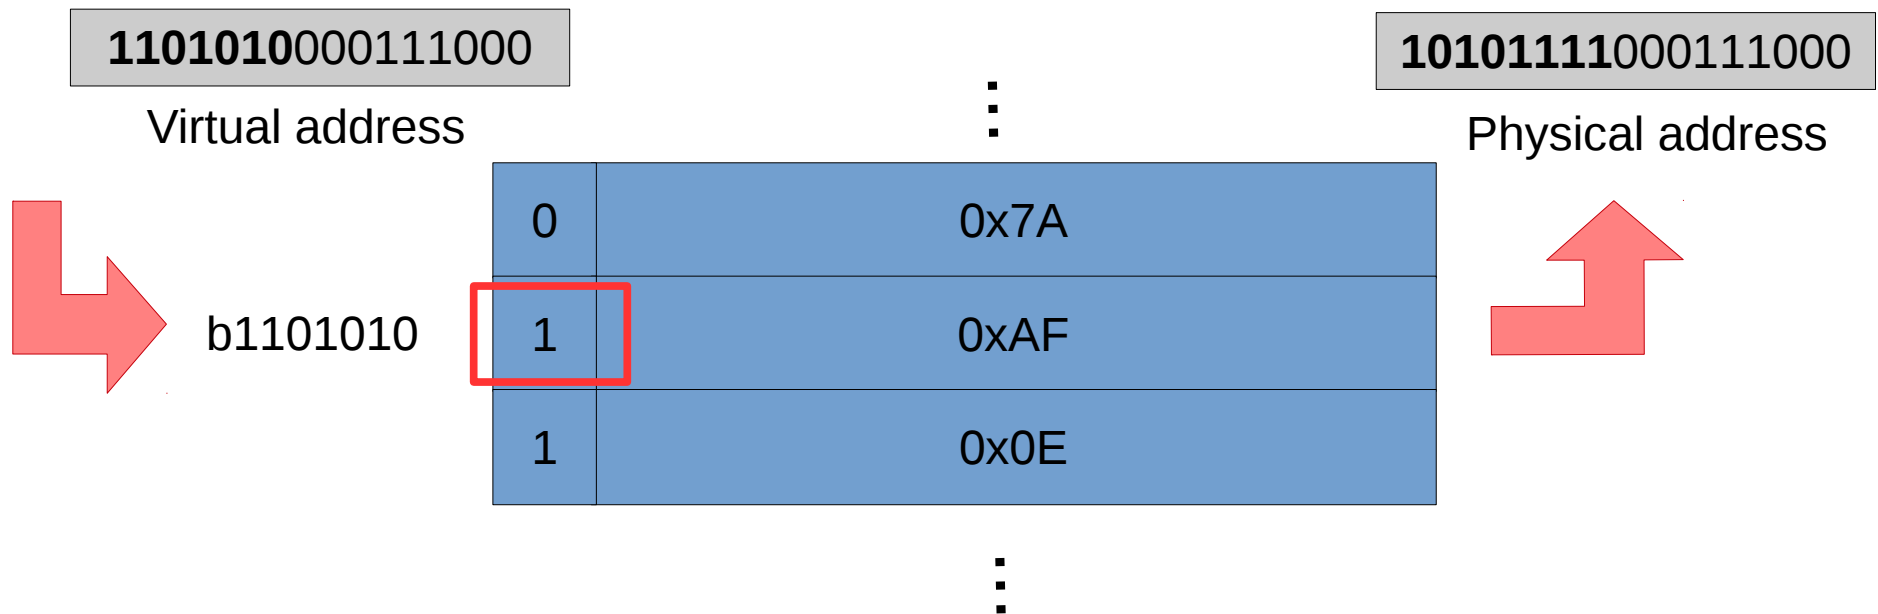 1101010000111000
Virtual address
10101111000111000
Physical address
0 0x7A
b1101010 1 0xAF
1 0x0E